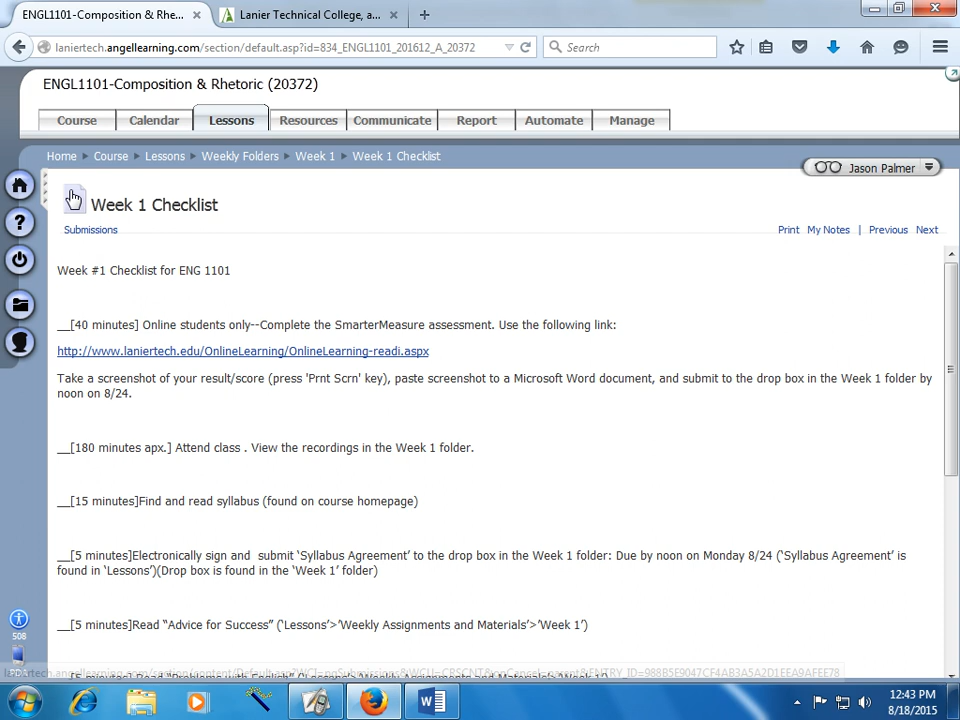 ENGL1101-Composition & Rhe...
Lanier Technical College, a...
laniertech.angellearning.com/section/default.asp?id=834_ENGL1101_201612_A_20372
Search
ENGL1101-Composition & Rhetoric (20372)
Course
Calendar
Lessons
Resources
Communicate
Report
Automate
Manage
Home
Course
Lessons
Weekly Folders
Week 1
Week 1 Checklist
Jason Palmer
Week 1 Checklist
Submissions
Print My Notes | Previous Next
Week #1 Checklist for ENG 1101
__[40 minutes] Online students only--Complete the SmarterMeasure assessment. Use the following link:
http://www.laniertech.edu/OnlineLearning/OnlineLearning-readi.aspx
Take a screenshot of your result/score (press 'Prnt Scrn' key), paste screenshot to a Microsoft Word document, and submit to the drop box in the Week 1 folder by
noon on 8/24.
__[180 minutes apx.] Attend class . View the recordings in the Week 1 folder.
__[15 minutes]Find and read syllabus (found on course homepage)
__[5 minutes]Electronically sign and  submit ‘Syllabus Agreement’ to the drop box in the Week 1 folder: Due by noon on Monday 8/24 (‘Syllabus Agreement’ is
found in ‘Lessons’)(Drop box is found in the ‘Week 1’ folder)
__[5 minutes]Read “Advice for Success” (‘Lessons’>’Weekly Assignments and Materials’>’Week 1’)
508
PDA
12:43 PM
8/18/2015